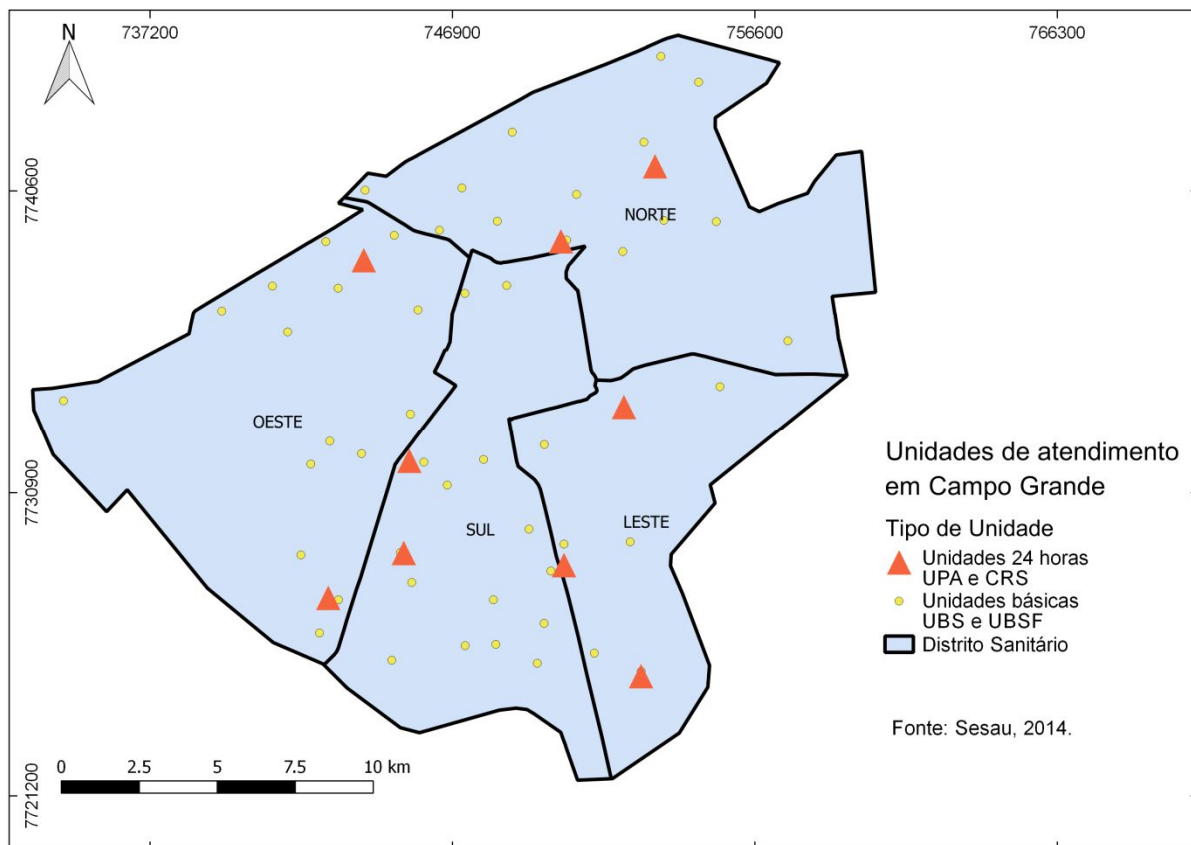 737200
746900
756600
766300
N
7740600
NORTE
OESTE
7730900
SUL
LESTE
Unidades de atendimento
em Campo Grande
Tipo de Unidade
Unidades 24 horas
UPA e CRS
Unidades básicas
UBS e UBSF
Distrito Sanitário
Fonte: Sesau, 2014.
0 2.5 5 7.5 10 km
7721200